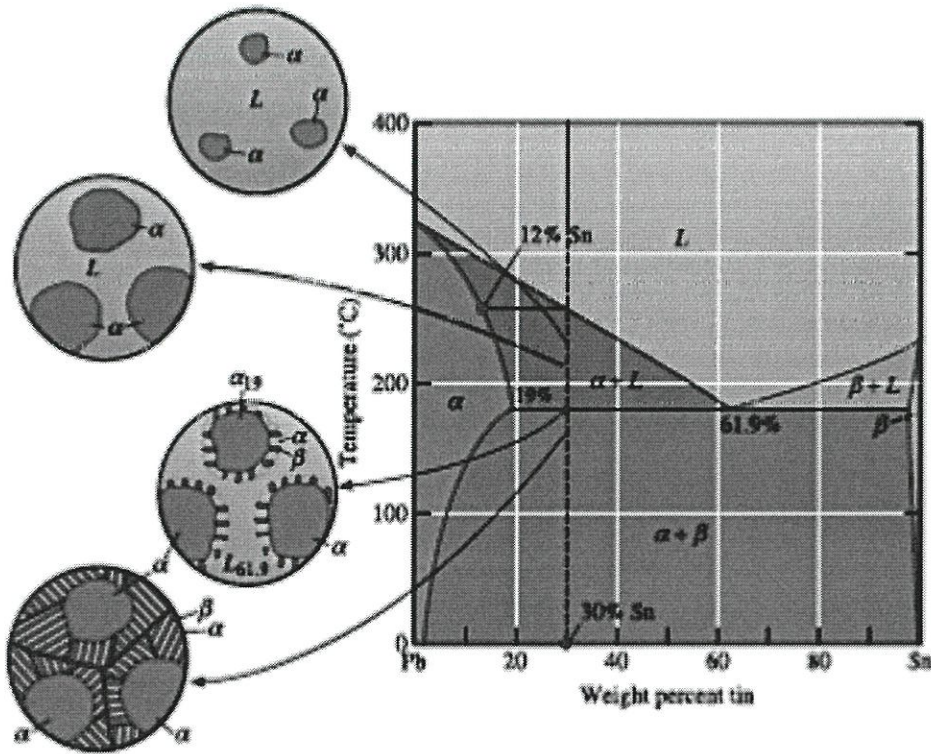 α
L
α
α
α
L
α
α₁₉
α
β
α
α
L₆₁.₉
β
α
α
α
400
300
200
100
0
Temperature (°C)
12% Sn
L
α + L
β + L
α
19%
61.9%
β
α + β
30% Sn
Pb
20
40
60
80
Sn
Weight percent tin